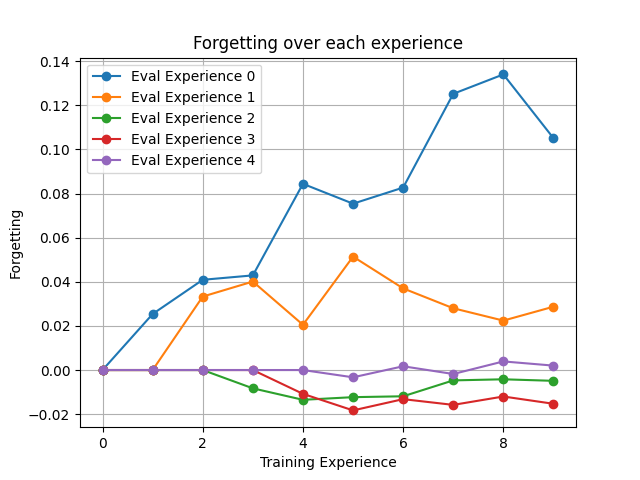 Forgetting over each experience
Eval Experience 0
Eval Experience 1
Eval Experience 2
Eval Experience 3
Eval Experience 4
0.14
0.12
0.10
0.08
0.06
0.04
0.02
0.00
−0.02
Forgetting
0 2 4 6 8
Training Experience